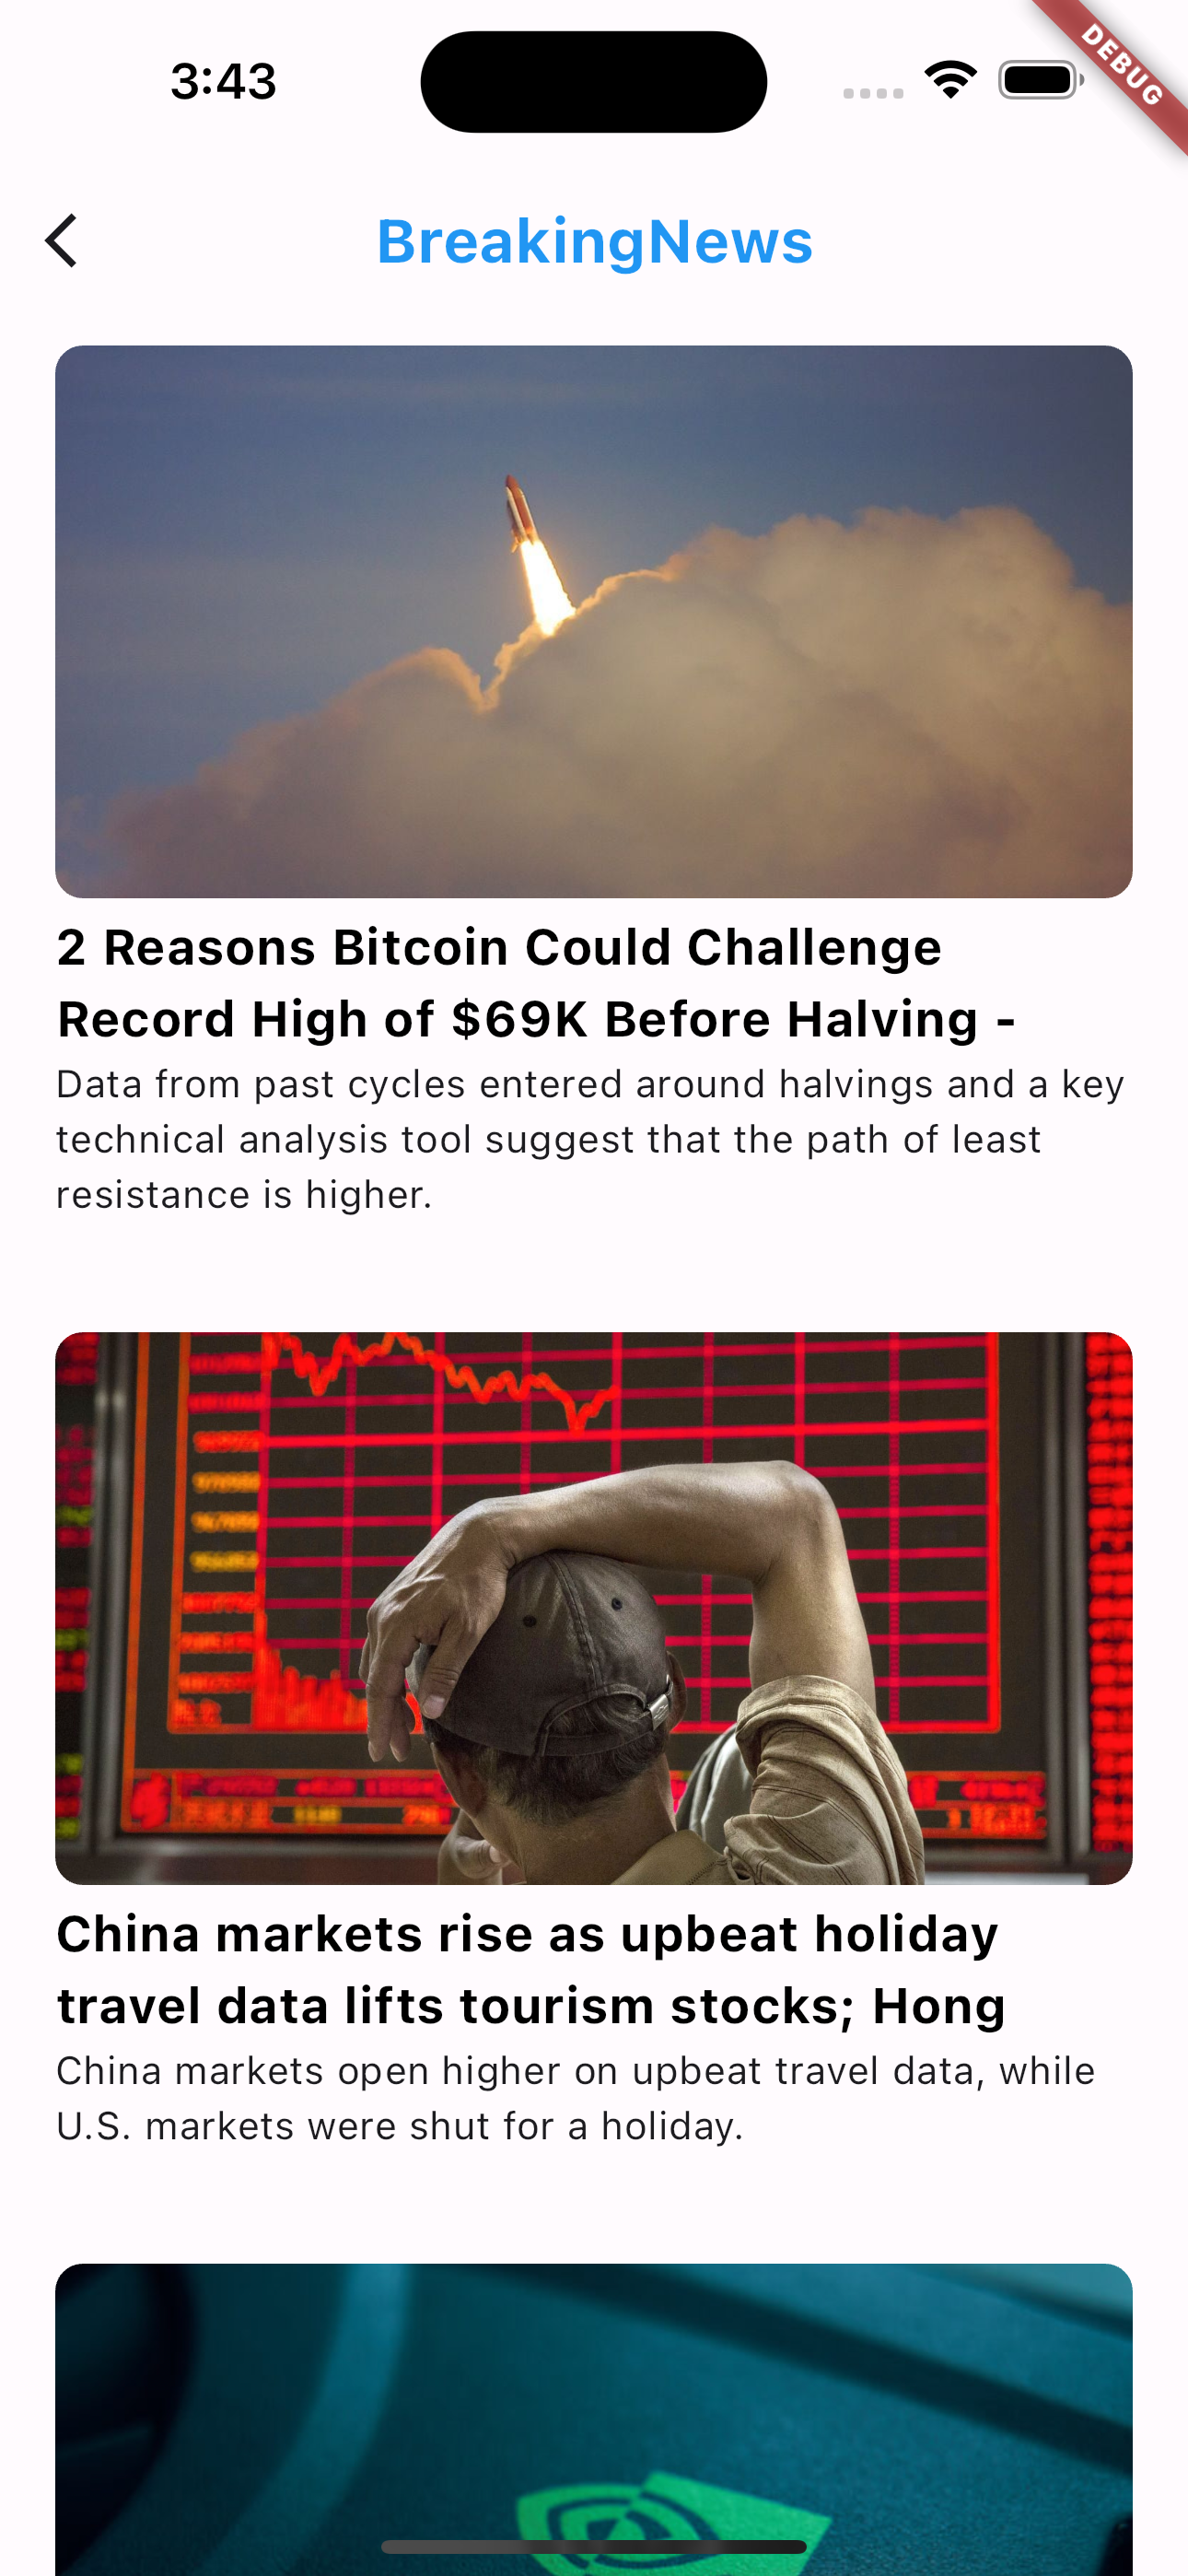 3:43
DEBUG
BreakingNews
2 Reasons Bitcoin Could Challenge
Record High of $69K Before Halving -
Data from past cycles entered around halvings and a key
technical analysis tool suggest that the path of least
resistance is higher.
China markets rise as upbeat holiday
travel data lifts tourism stocks; Hong
China markets open higher on upbeat travel data, while
U.S. markets were shut for a holiday.